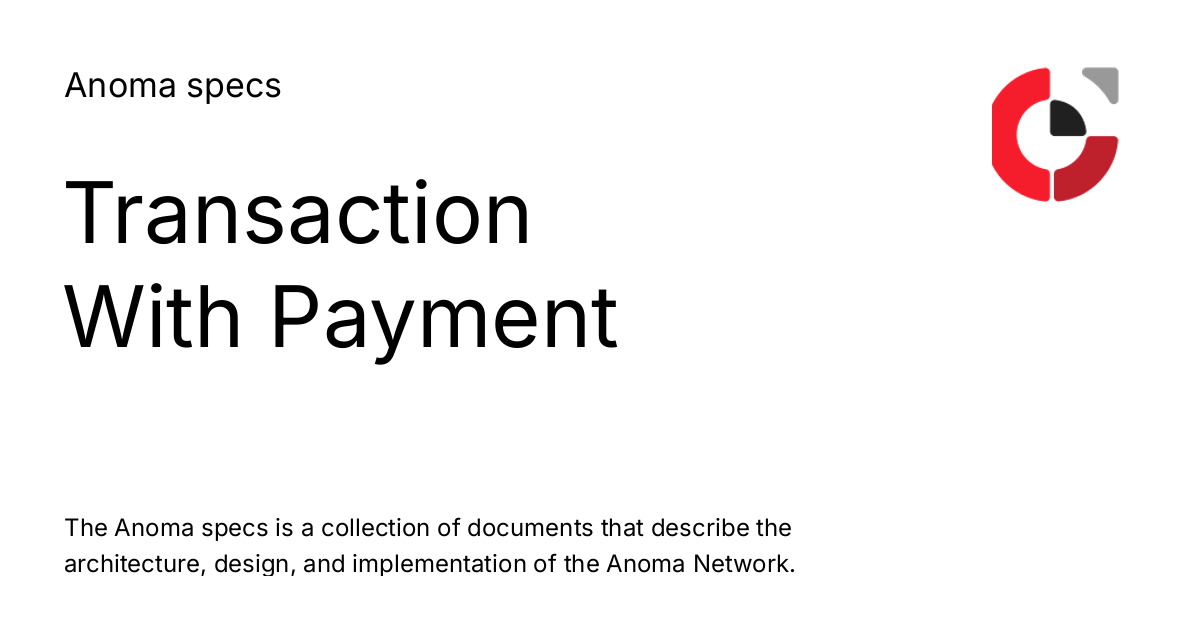 Anoma specs
Transaction
With Payment
The Anoma specs is a collection of documents that describe the
architecture, design, and implementation of the Anoma Network.